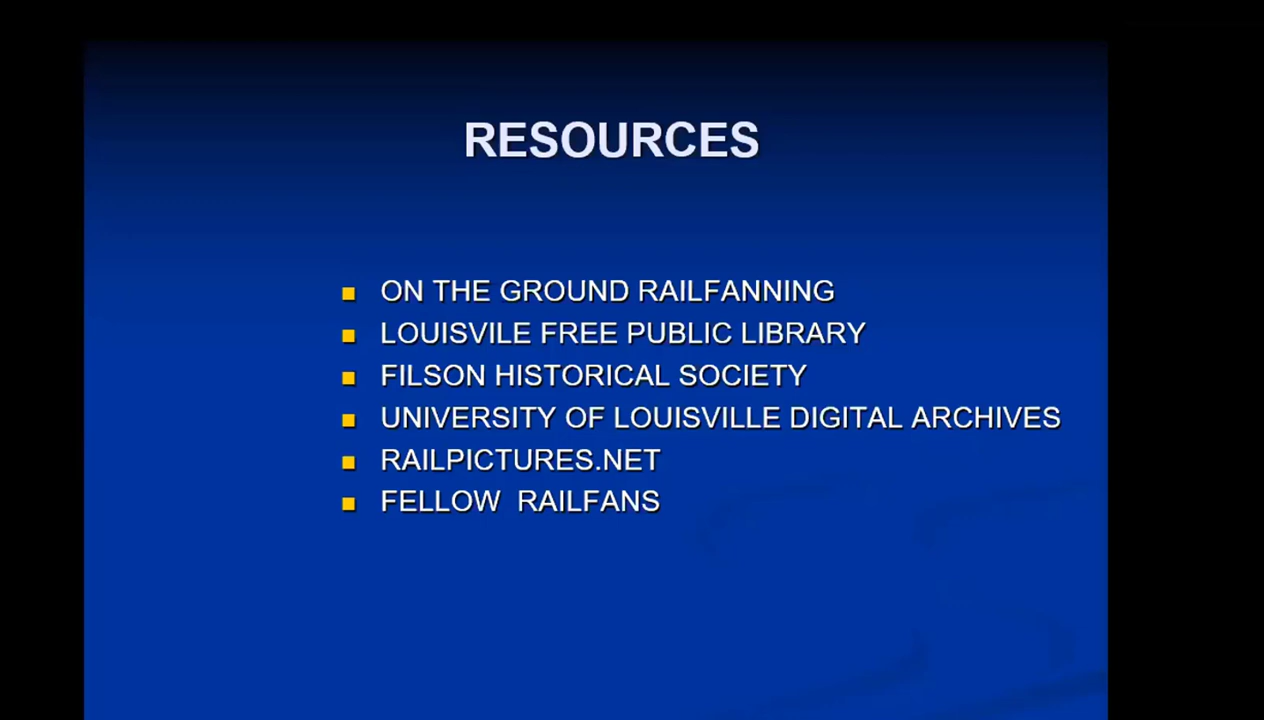 RESOURCES
ON THE GROUND RAILFANNING
LOUISVILE FREE PUBLIC LIBRARY
FILSON HISTORICAL SOCIETY
UNIVERSITY OF LOUISVILLE DIGITAL ARCHIVES
RAILPICTURES.NET
FELLOW  RAILFANS